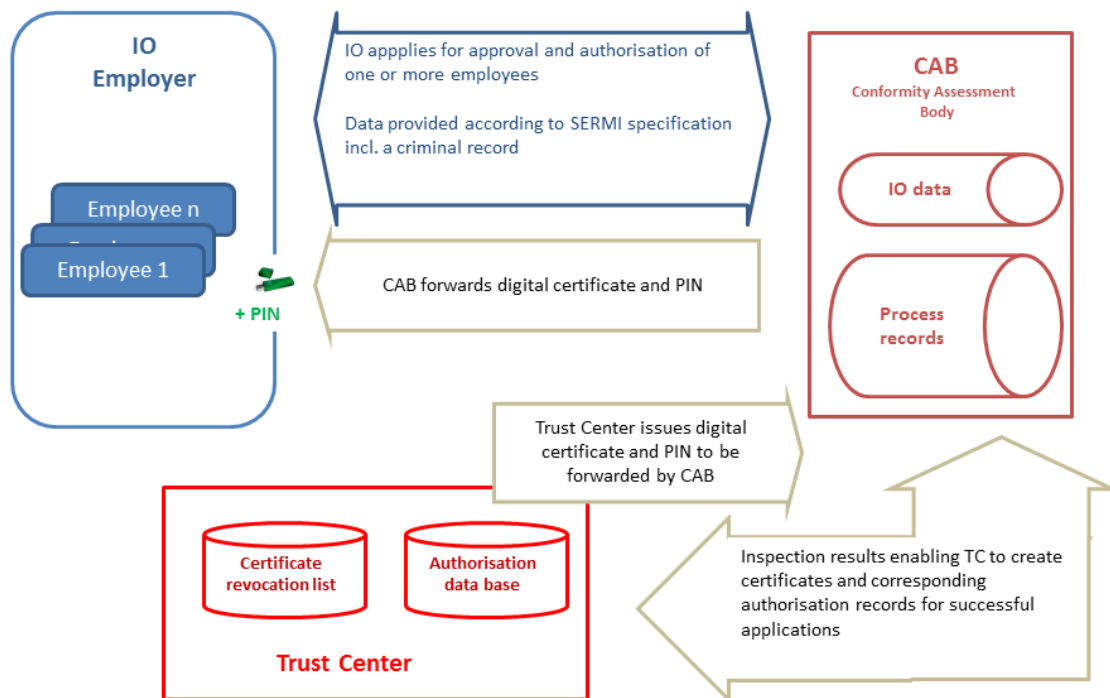 IO
Employer
Employee n
Employee 1
+ PIN
IO appplies for approval and authorisation of
one or more employees
Data provided according to SERMI specification
incl. a criminal record
CAB
Conformity Assessment
Body
IO data
Process
records
CAB forwards digital certificate and PIN
Trust Center issues digital
certificate and PIN to be
forwarded by CAB
Certificate
revocation list
Authorisation
data base
Trust Center
Inspection results enabling TC to create
certificates and corresponding
authorisation records for successful
applications